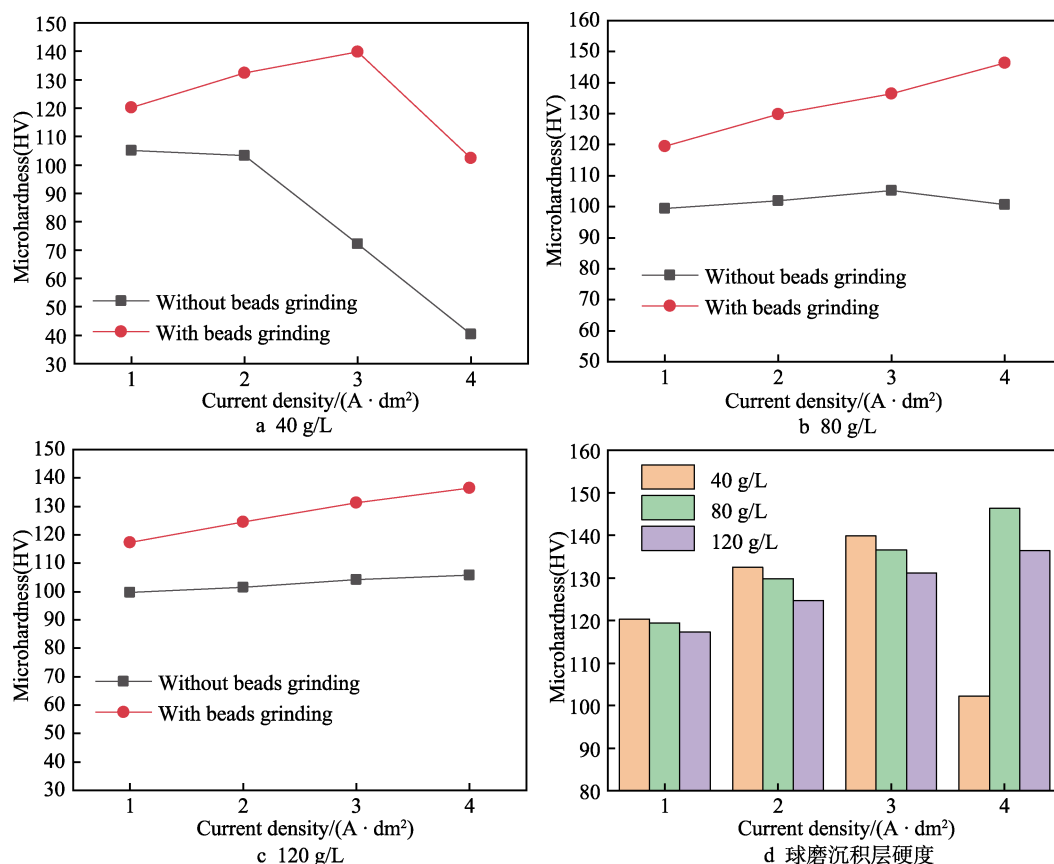 150
140
130
120
110
100
90
80
70
60
50
40
30
Microhardness(HV)
Without beads grinding
With beads grinding
1 2 3 4
Current density/(A · dm²)
a 40 g/L
160
150
140
130
120
110
100
90
80
70
60
50
Microhardness(HV)
Without beads grinding
With beads grinding
1 2 3 4
Current density/(A · dm²)
b 80 g/L
150
140
130
120
110
100
90
80
70
60
50
40
30
Microhardness(HV)
Without beads grinding
With beads grinding
1 2 3 4
Current density/(A · dm²)
c 120 g/L
160
150
140
130
120
110
100
90
80
Microhardness(HV)
40 g/L
80 g/L
120 g/L
1 2 3 4
Current density/(A · dm²)
d 球磨沉积层硬度